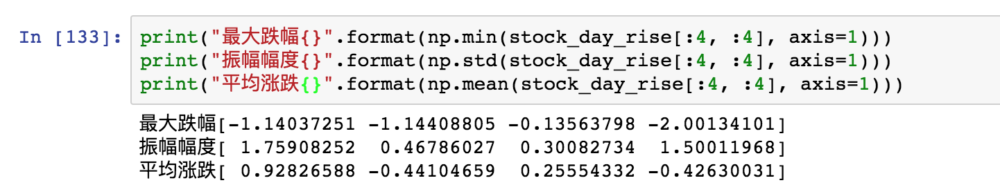 In [133]: print("最大跌幅{}".format(np.min(stock_day_rise[:4, :4], axis=1)))
print("振幅幅度{}".format(np.std(stock_day_rise[:4, :4], axis=1)))
print("平均涨跌{}".format(np.mean(stock_day_rise[:4, :4], axis=1)))
最大跌幅[-1.14037251 -1.14408805 -0.13563798 -2.00134101]
振幅幅度[ 1.75908252  0.46786027  0.30082734  1.50011968]
平均涨跌[ 0.92826588 -0.44104659  0.25554332 -0.42630031]